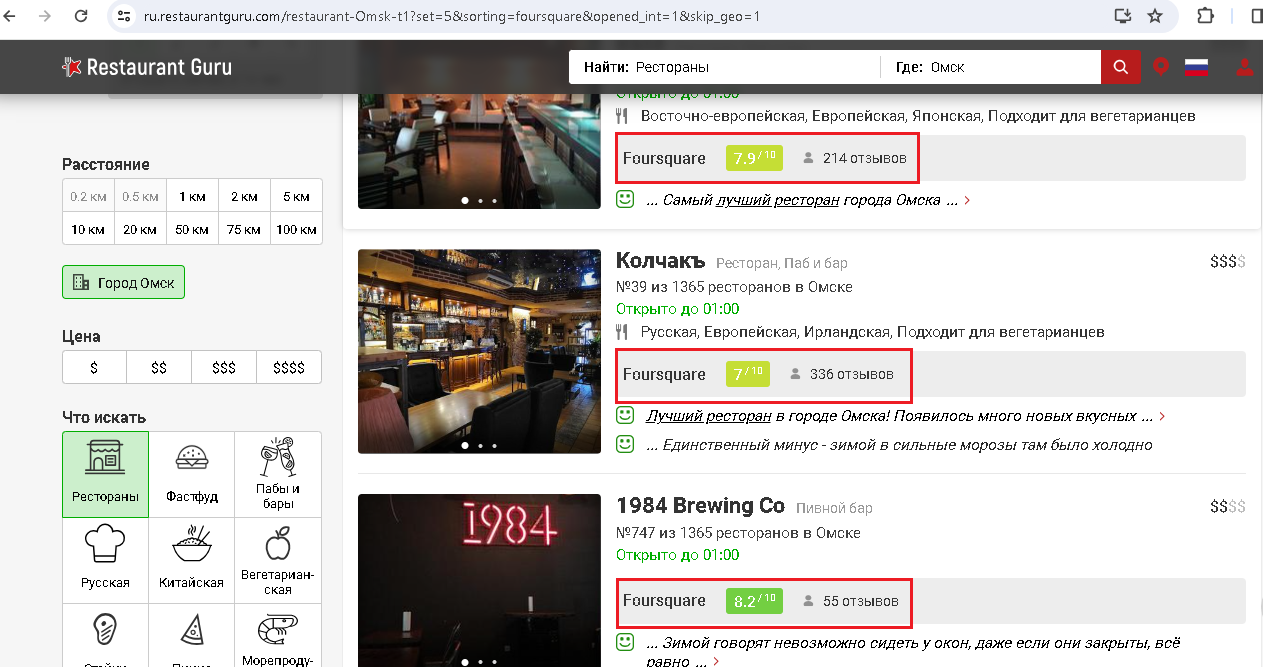 ru.restaurantguru.com/restaurant-Omsk-t1?set=5&sorting=foursquare&opened_int=1&skip_geo=1
Restaurant Guru
Найти: Рестораны
Где: Омск
Открыто до 01:00
Восточно-европейская, Европейская, Японская, Подходит для вегетарианцев
Foursquare 7.9/10 214 отзывов
... Самый лучший ресторан города Омска ... >
Расстояние
0.2 км 0.5 км 1 км 2 км 5 км
10 км 20 км 50 км 75 км 100 км
Город Омск
Цена
$ $$ $$$ $$$$
Что искать
Рестораны Фастфуд Пабы и
бары
Русская Китайская Вегетариан-
ская
Стейки Пицца Морепроду-
Колчакъ Ресторан, Паб и бар $$$$
№39 из 1365 ресторанов в Омске
Открыто до 01:00
Русская, Европейская, Ирландская, Подходит для вегетарианцев
Foursquare 7/10 336 отзывов
Лучший ресторан в городе Омска! Появилось много новых вкусных ... >
... Единственный минус - зимой в сильные морозы там было холодно
1984
1984 Brewing Co Пивной бар $$$$
№747 из 1365 ресторанов в Омске
Открыто до 01:00
Foursquare 8.2/10 55 отзывов
... Зимой говорят невозможно сидеть у окон, даже если они закрыты, всё
равно ... >